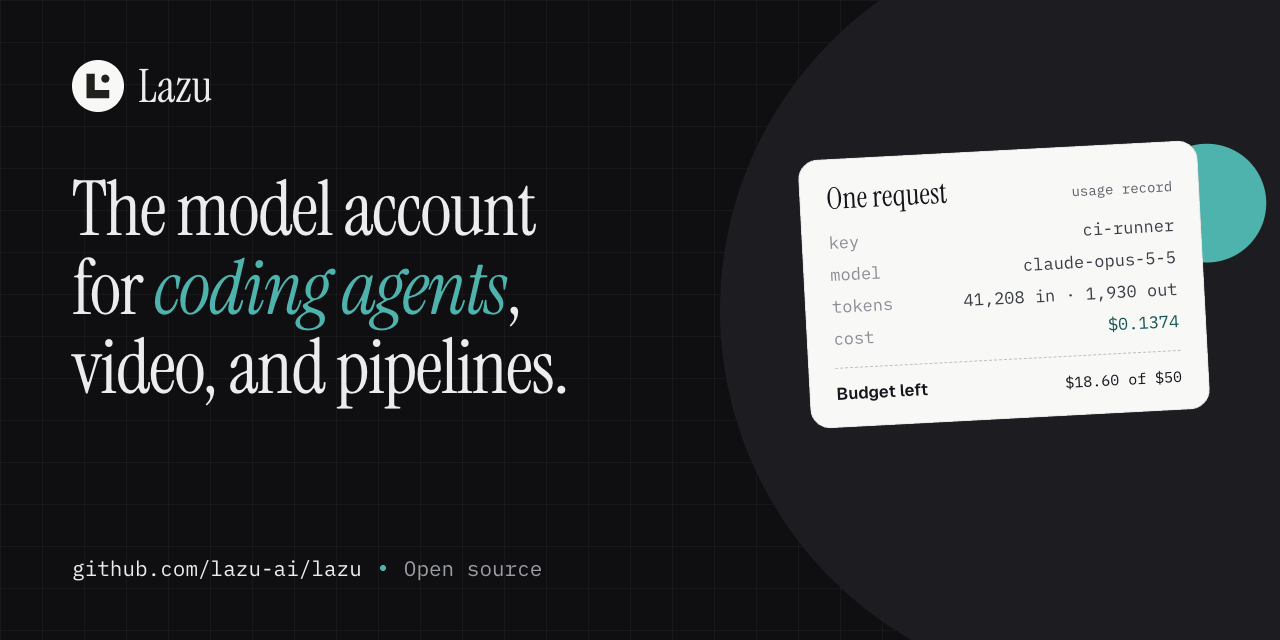 Lazu
The model account
for coding agents,
video, and pipelines.
github.com/lazu-ai/lazu • Open source
One request usage record
key ci-runner
model claude-opus-5-5
tokens 41,208 in · 1,930 out
cost $0.1374
Budget left $18.60 of $50